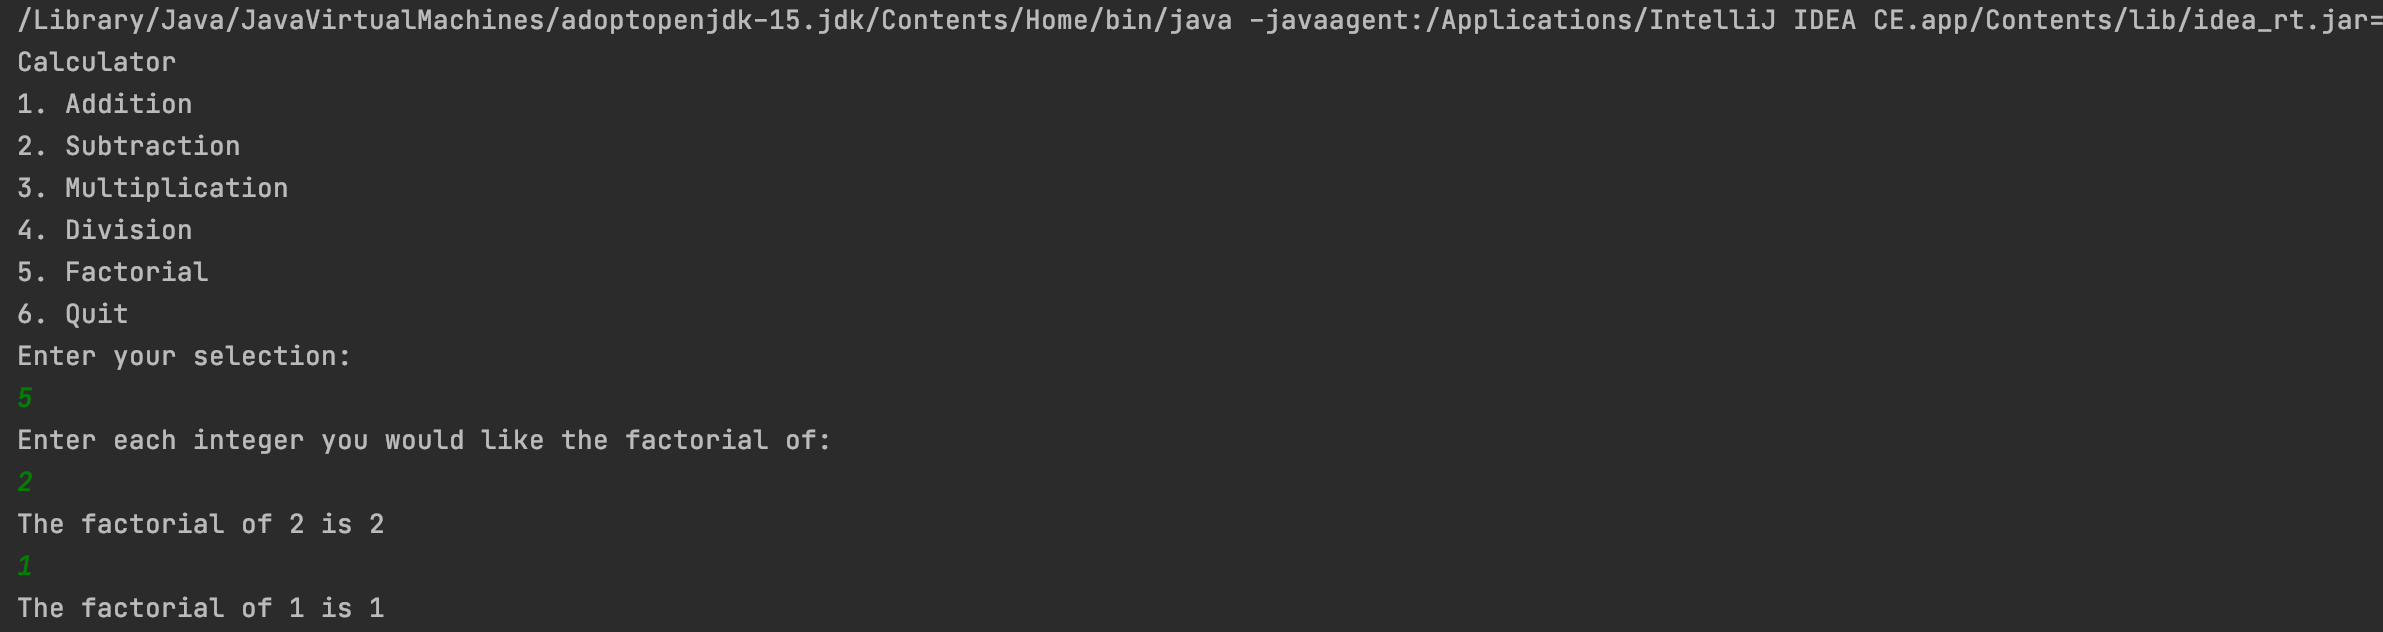 /Library/Java/JavaVirtualMachines/adoptopenjdk-15.jdk/Contents/Home/bin/java -javaagent:/Applications/IntelliJ IDEA CE.app/Contents/lib/idea_rt.jar=
Calculator
1. Addition
2. Subtraction
3. Multiplication
4. Division
5. Factorial
6. Quit
Enter your selection:
5
Enter each integer you would like the factorial of:
2
The factorial of 2 is 2
1
The factorial of 1 is 1